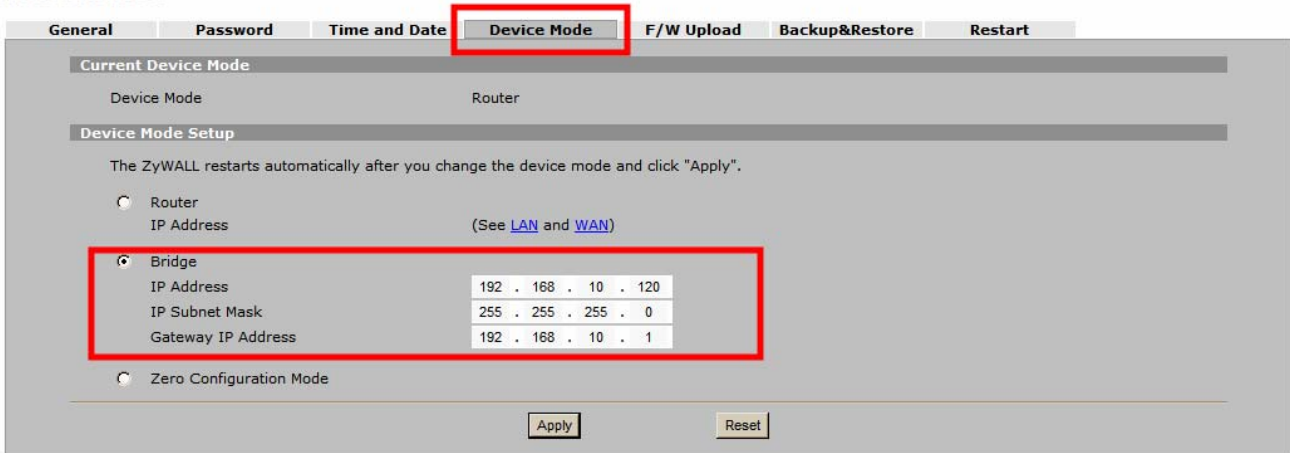 General Password Time and Date Device Mode F/W Upload Backup&Restore Restart
Current Device Mode
Device Mode Router
Device Mode Setup
The ZyWALL restarts automatically after you change the device mode and click "Apply".
Router
IP Address (See LAN and WAN)
Bridge
IP Address 192 . 168 . 10 . 120
IP Subnet Mask 255 . 255 . 255 . 0
Gateway IP Address 192 . 168 . 10 . 1
Zero Configuration Mode
Apply Reset